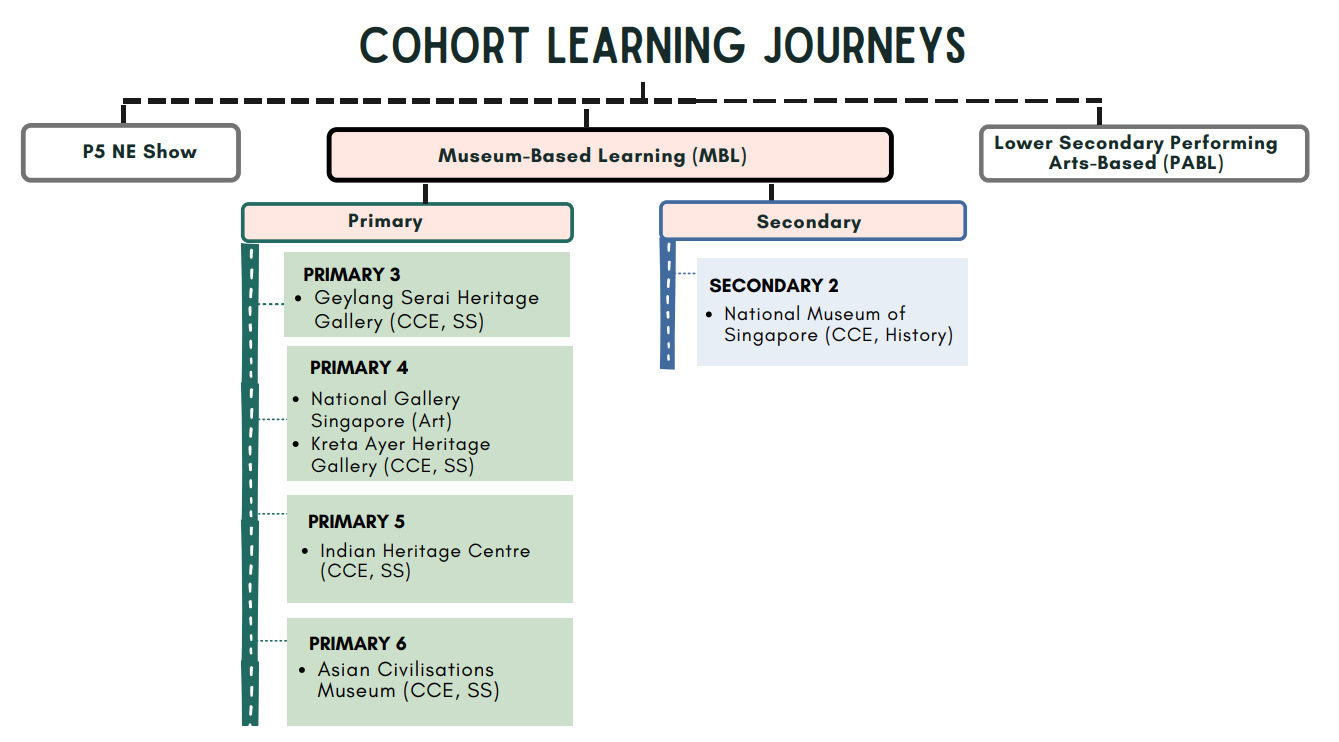 COHORT LEARNING JOURNEYS
P5 NE Show
Museum-Based Learning (MBL)
Lower Secondary Performing
Arts-Based (PABL)
Primary
PRIMARY 3
• Geylang Serai Heritage
Gallery (CCE, SS)
PRIMARY 4
• National Gallery
Singapore (Art)
• Kreta Ayer Heritage
Gallery (CCE, SS)
PRIMARY 5
• Indian Heritage Centre
(CCE, SS)
PRIMARY 6
• Asian Civilisations
Museum (CCE, SS)
Secondary
SECONDARY 2
• National Museum of
Singapore (CCE, History)